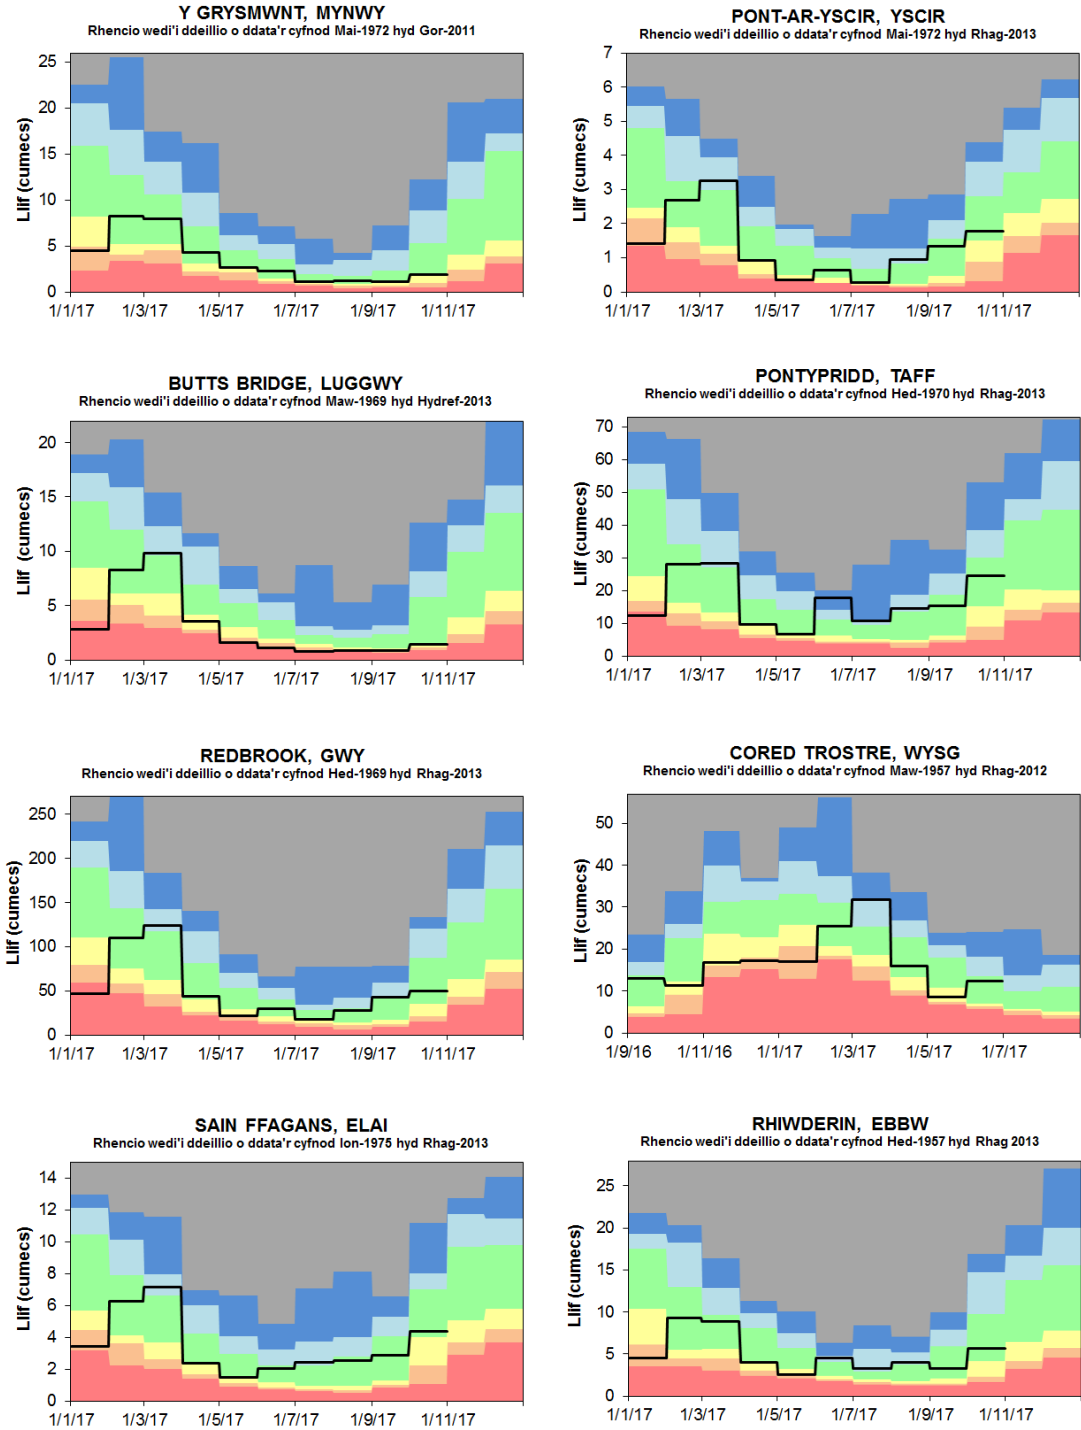 Y GRYSMWNT, MYNWY
Rhencio wedi'i ddeillio o ddata'r cyfnod Mai-1972 hyd Gor-2011
Llif (cumecs)
25
20
15
10
5
0
1/1/17 1/3/17 1/5/17 1/7/17 1/9/17 1/11/17
PONT-AR-YSCIR, YSCIR
Rhencio wedi'i ddeillio o ddata'r cyfnod Mai-1972 hyd Rhag-2013
Llif (cumecs)
7
6
5
4
3
2
1
0
1/1/17 1/3/17 1/5/17 1/7/17 1/9/17 1/11/17
BUTTS BRIDGE, LUGGWY
Rhencio wedi'i ddeillio o ddata'r cyfnod Maw-1969 hyd Hydref-2013
Llif (cumecs)
20
15
10
5
0
1/1/17 1/3/17 1/5/17 1/7/17 1/9/17 1/11/17
PONTYPRIDD, TAFF
Rhencio wedi'i ddeillio o ddata'r cyfnod Hed-1970 hyd Rhag-2013
Llif (cumecs)
70
60
50
40
30
20
10
0
1/1/17 1/3/17 1/5/17 1/7/17 1/9/17 1/11/17
REDBROOK, GWY
Rhencio wedi'i ddeillio o ddata'r cyfnod Hed-1969 hyd Rhag-2013
Llif (cumecs)
250
200
150
100
50
0
1/1/17 1/3/17 1/5/17 1/7/17 1/9/17 1/11/17
CORED TROSTRE, WYSG
Rhencio wedi'i ddeillio o ddata'r cyfnod Maw-1957 hyd Rhag-2012
Llif (cumecs)
50
40
30
20
10
0
1/9/16 1/11/16 1/1/17 1/3/17 1/5/17 1/7/17
SAIN FFAGANS, ELAI
Rhencio wedi'i ddeillio o ddata'r cyfnod Ion-1975 hyd Rhag-2013
Llif (cumecs)
14
12
10
8
6
4
2
0
1/1/17 1/3/17 1/5/17 1/7/17 1/9/17 1/11/17
RHIWDERIN, EBBW
Rhencio wedi'i ddeillio o ddata'r cyfnod Hed-1957 hyd Rhag 2013
Llif (cumecs)
25
20
15
10
5
0
1/1/17 1/3/17 1/5/17 1/7/17 1/9/17 1/11/17